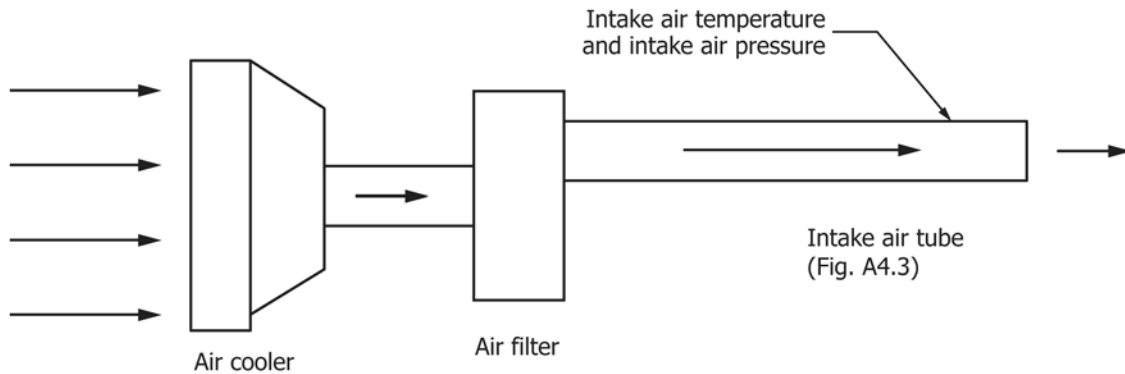 Intake air temperature
and intake air pressure
Intake air tube
(Fig. A4.3)
Air filter
Air cooler